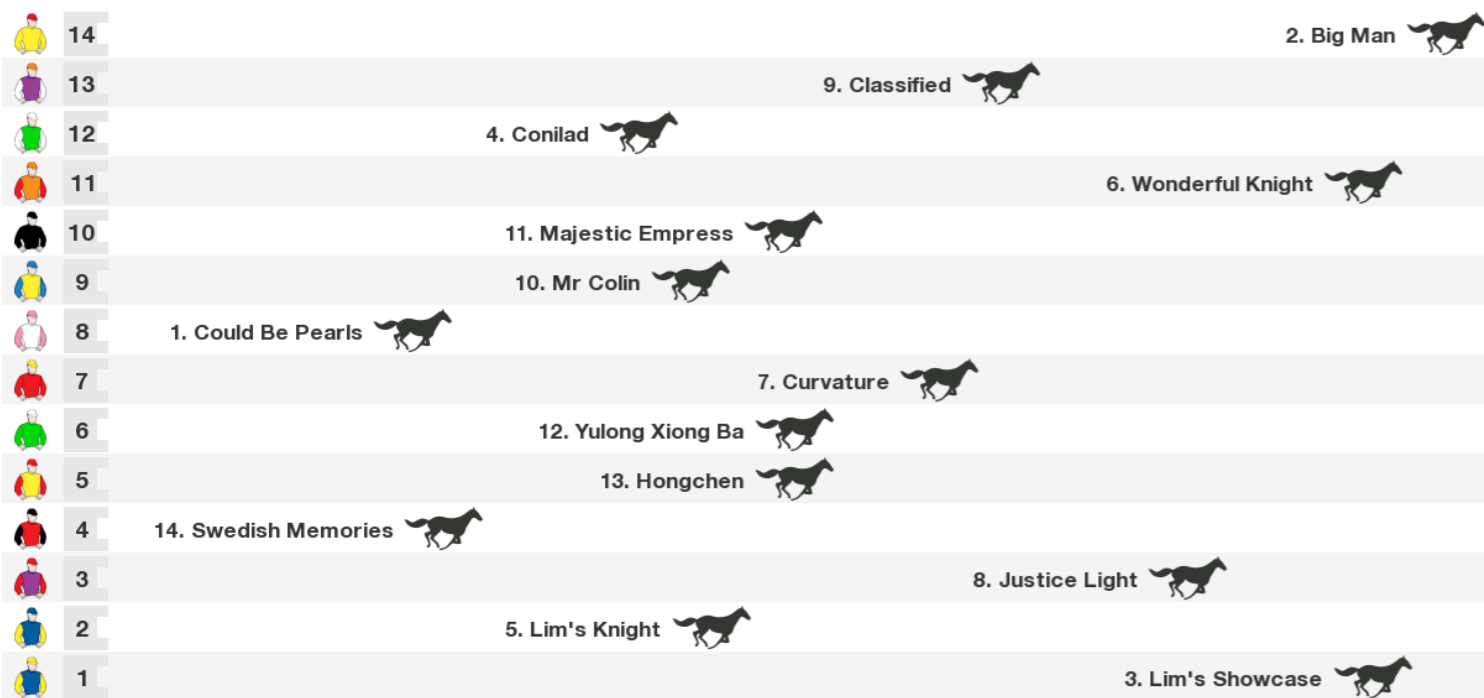 14 2. Big Man
13 9. Classified
12 4. Conilad
11 6. Wonderful Knight
10 11. Majestic Empress
9 10. Mr Colin
8 1. Could Be Pearls
7 7. Curvature
6 12. Yulong Xiong Ba
5 13. Hongchen
4 14. Swedish Memories
3 8. Justice Light
2 5. Lim's Knight
1 3. Lim's Showcase